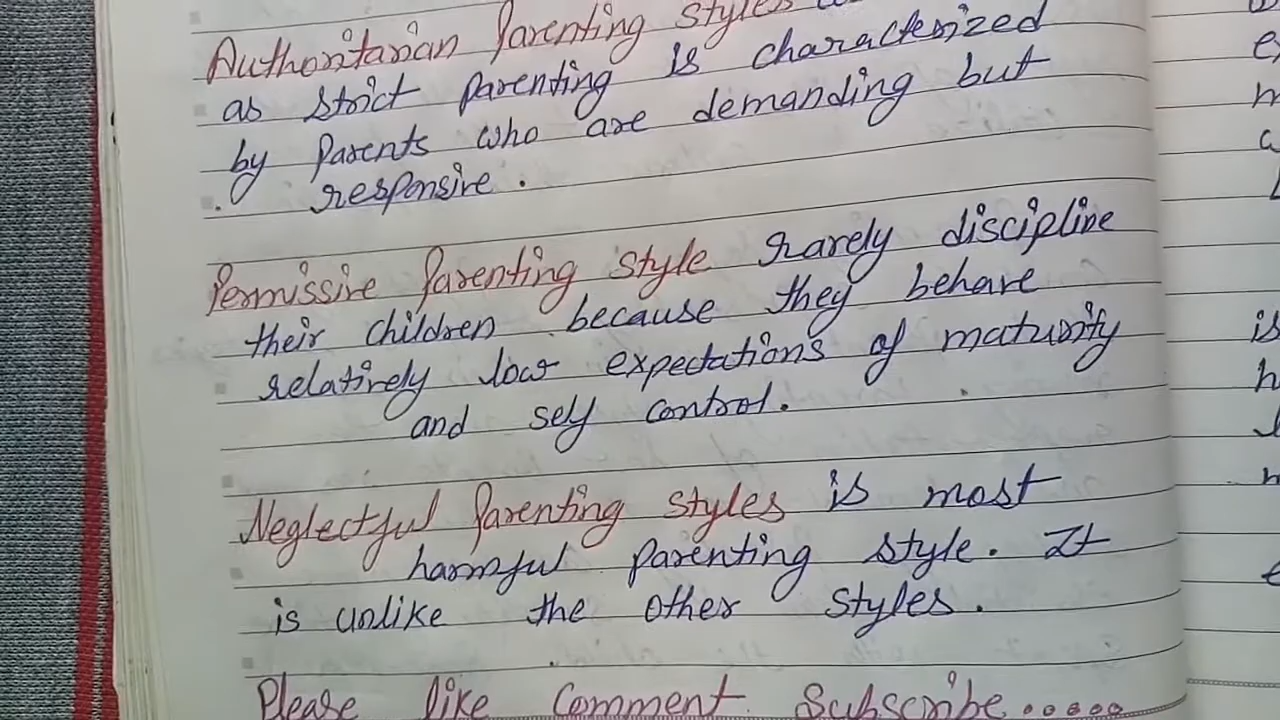 Authoritarian Parenting Styles
as strict parenting is characterized
by parents who are demanding but
responsive.
Permissive Parenting Style rarely discipline
their children because they behave
relatively low expectations of maturity
and self control.
Neglectful Parenting Styles is most
harmful parenting style. It
is unlike the other styles.
Please like Comment Subscribe.....